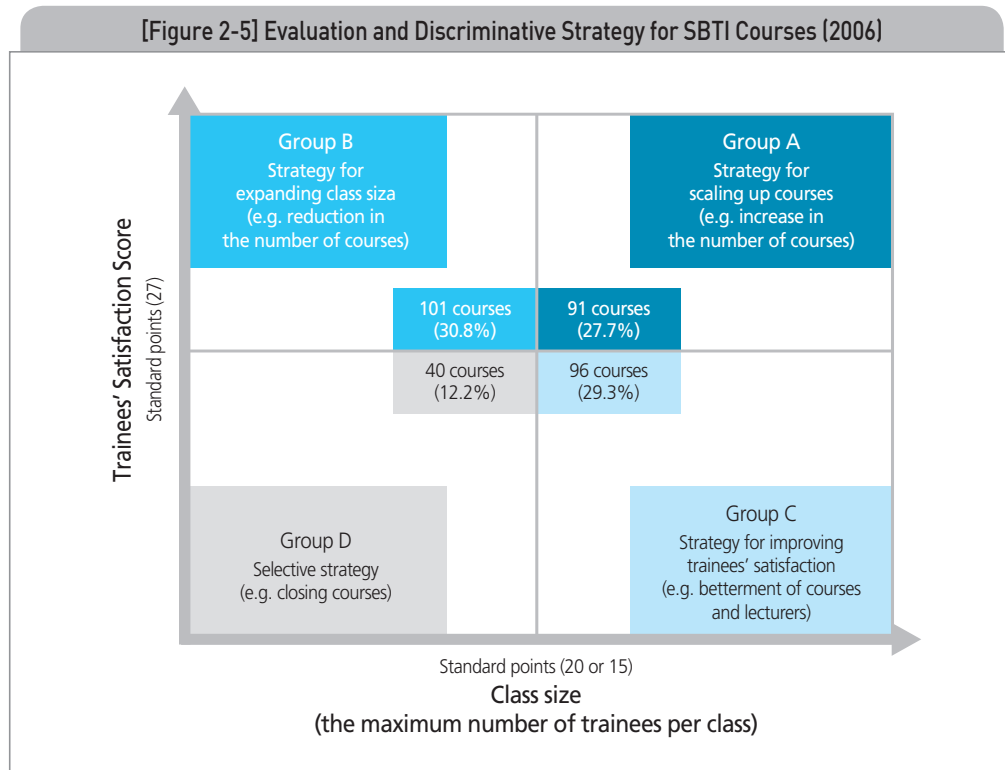 [Figure 2-5] Evaluation and Discriminative Strategy for SBTI Courses (2006)
Trainees' Satisfaction Score
Standard points (27)
Group B
Strategy for
expanding class siza
(e.g. reduction in
the number of courses)
Group A
Strategy for
scaling up courses
(e.g. increase in
the number of courses)
101 courses
(30.8%)
91 courses
(27.7%)
40 courses
(12.2%)
96 courses
(29.3%)
Group D
Selective strategy
(e.g. closing courses)
Group C
Strategy for improving
trainees' satisfaction
(e.g. betterment of courses
and lecturers)
Standard points (20 or 15)
Class size
(the maximum number of trainees per class)